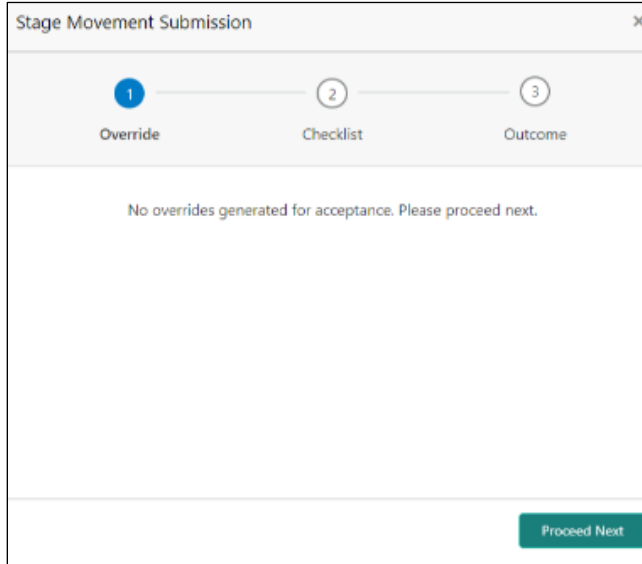 Stage Movement Submission ×
1 2 3
Override Checklist Outcome
No overrides generated for acceptance. Please proceed next.
Proceed Next